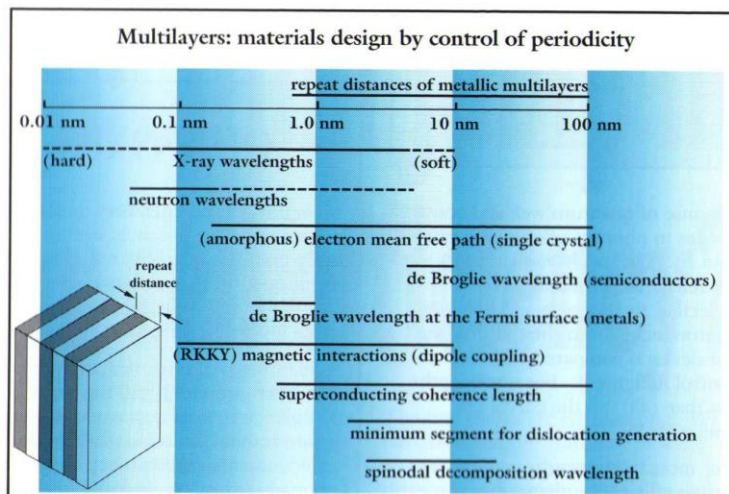 Multilayers: materials design by control of periodicity
repeat distances of metallic multilayers
0.01 nm 0.1 nm 1.0 nm 10 nm 100 nm
(hard) X-ray wavelengths (soft)
neutron wavelengths
(amorphous) electron mean free path (single crystal)
repeat
distance
de Broglie wavelength (semiconductors)
de Broglie wavelength at the Fermi surface (metals)
(RKKY) magnetic interactions (dipole coupling)
superconducting coherence length
minimum segment for dislocation generation
spinodal decomposition wavelength